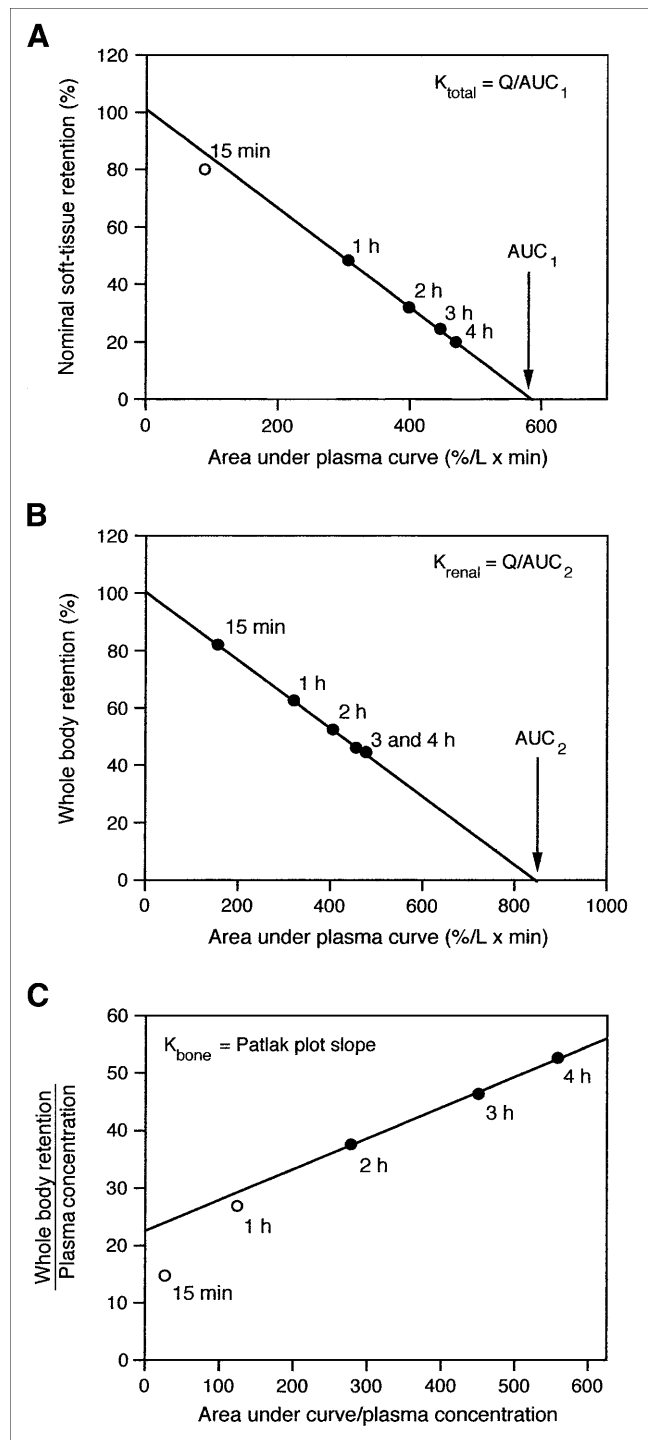 A
120
K_total = Q/AUC_1
100
15 min
80
60
1 h
AUC_1
40
2 h
3 h
20
4 h
0
Nominal soft-tissue retention (%)
0 200 400 600
Area under plasma curve (%/L x min)
B
120
K_renal = Q/AUC_2
100
15 min
80
1 h
60
2 h
3 and 4 h
AUC_2
40
20
0
Whole body retention (%)
0 200 400 600 800 1000
Area under plasma curve (%/L x min)
C
60
K_bone = Patlak plot slope
50
4 h
3 h
40
2 h
30
1 h
20
15 min
10
0
Whole body retention
Plasma concentration
0 100 200 300 400 500 600
Area under curve/plasma concentration